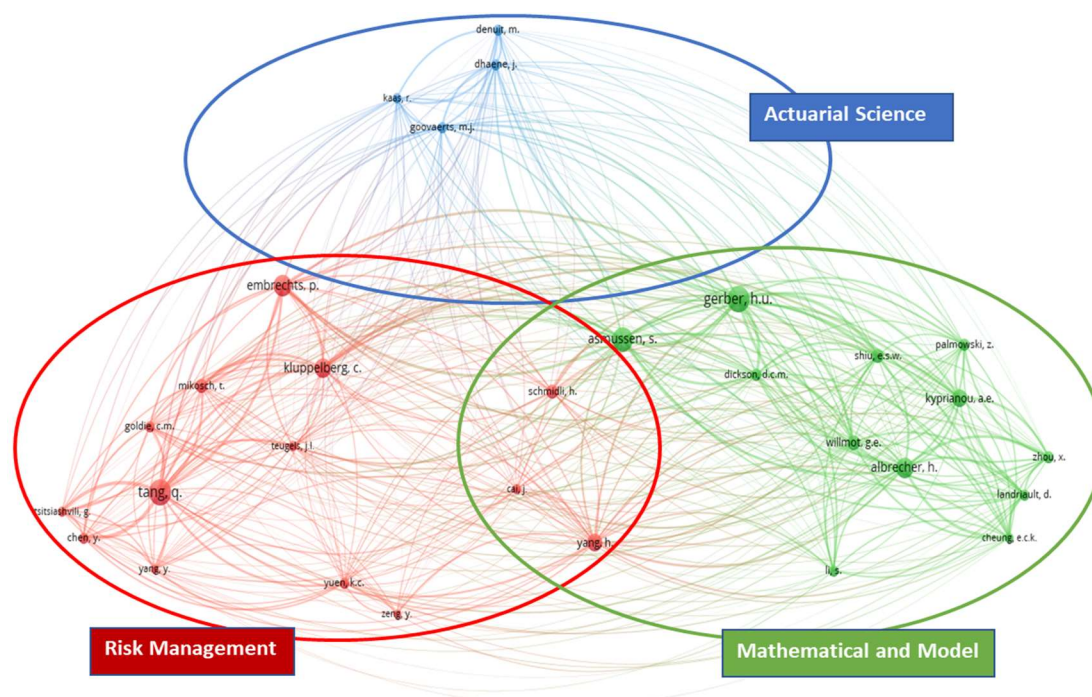 denuit, m.
dhaene, j.
kaas, r.
goovaerts, m.j.
Actuarial Science
embrechts, p.
gerber, h.u.
asmussen, s.
kluppelberg, c.
shiu, e.s.w.
palmowski, z.
dickson, d.c.m.
mikosch, t.
schmidli, h.
kyprianou, a.e.
goldie, c.m.
teugels, j.l.
willmot, g.e.
zhou, x.
albrecher, h.
tang, q.
cai, j.
landriault, d.
tsitsiashvili, g.
chen, y.
yang, h.
cheung, e.c.k.
yang, y.
yuen, k.c.
li, s.
zeng, y.
Risk Management
Mathematical and Model